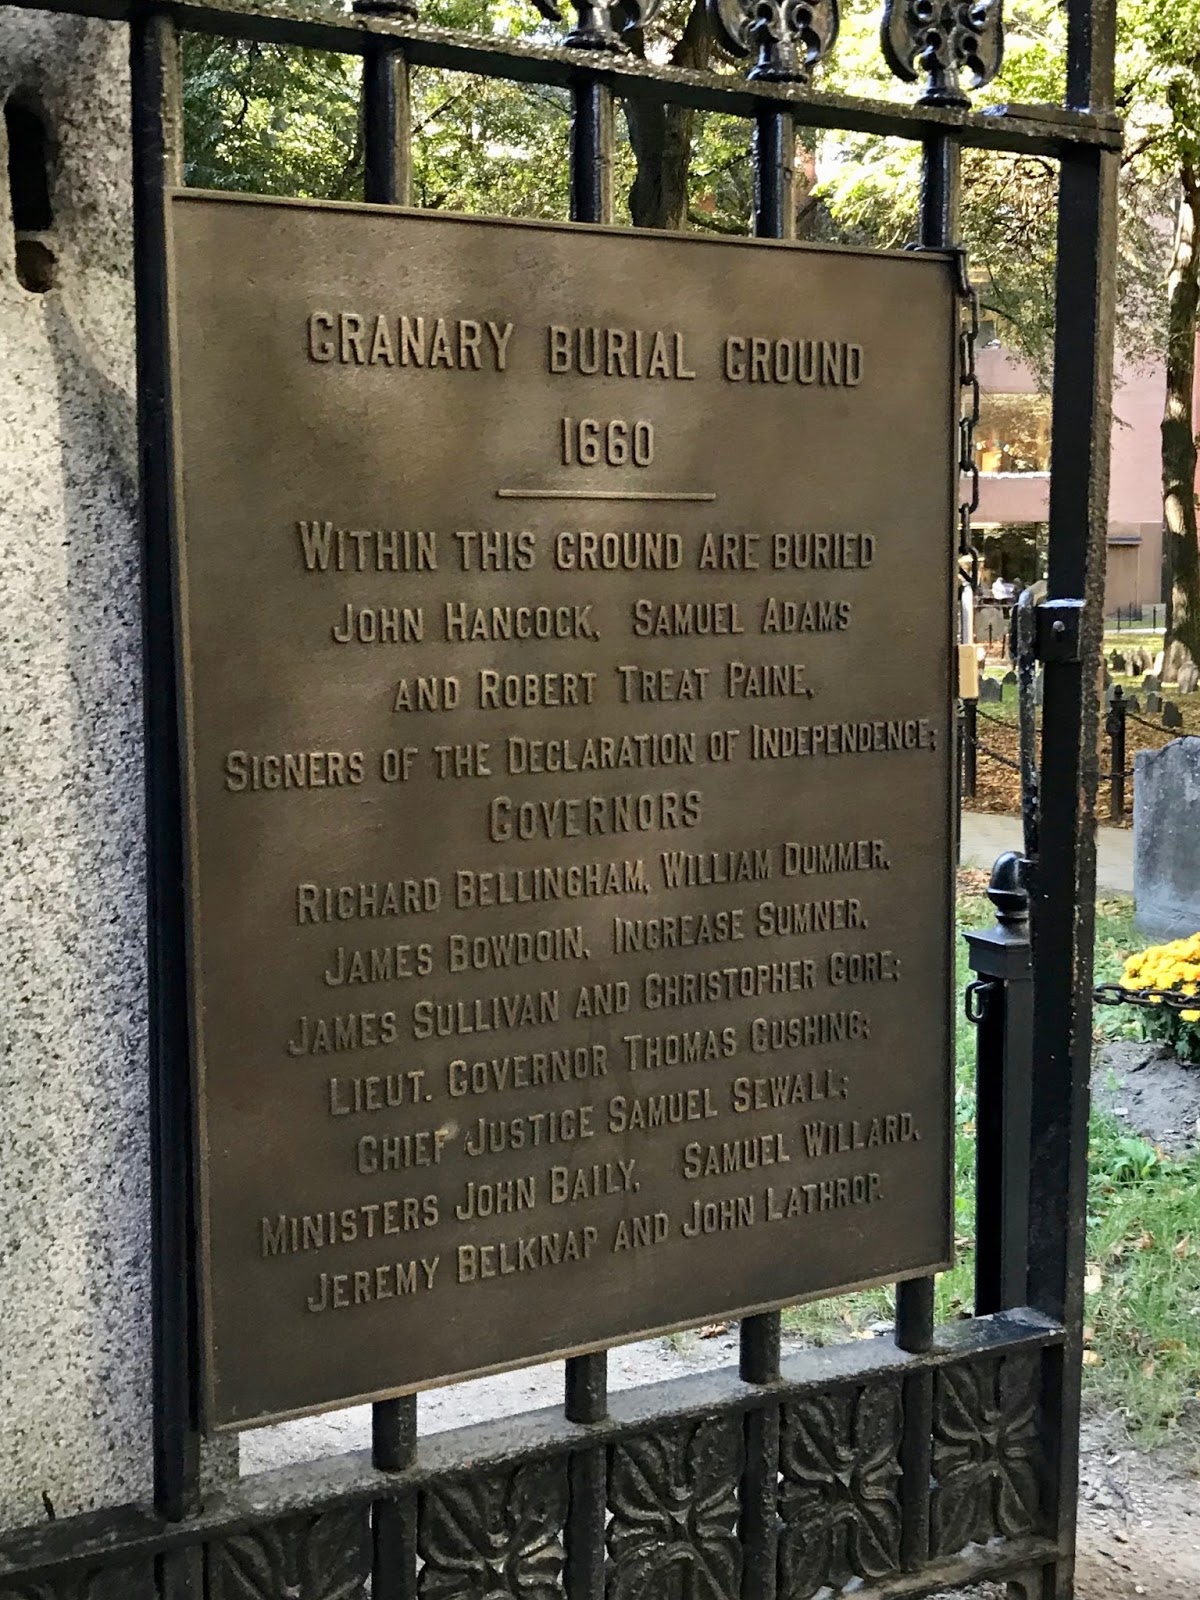 GRANARY BURIAL GROUND
1660
WITHIN THIS GROUND ARE BURIED
JOHN HANCOCK, SAMUEL ADAMS
AND ROBERT TREAT PAINE,
SIGNERS OF THE DECLARATION OF INDEPENDENCE;
GOVERNORS
RICHARD BELLINGHAM, WILLIAM DUMMER,
JAMES BOWDOIN, INCREASE SUMNER,
JAMES SULLIVAN AND CHRISTOPHER GORE;
LIEUT. GOVERNOR THOMAS CUSHING;
CHIEF JUSTICE SAMUEL SEWALL;
MINISTERS JOHN BAILY, SAMUEL WILLARD,
JEREMY BELKNAP AND JOHN LATHROP.